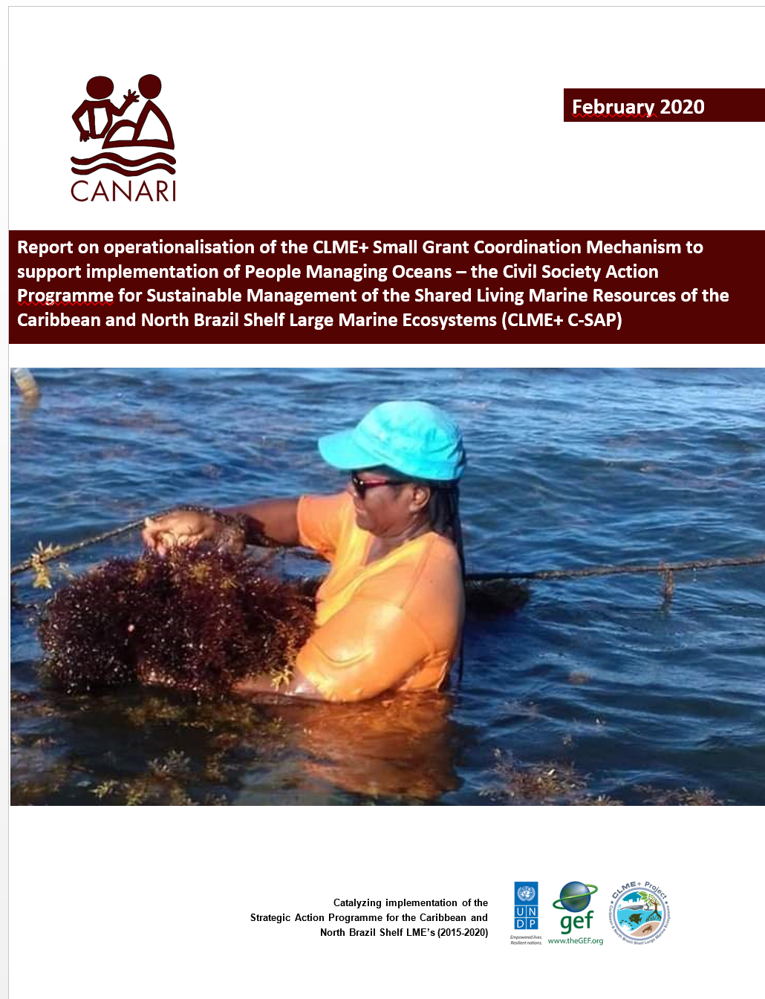 CANARI
February 2020
Report on operationalisation of the CLME+ Small Grant Coordination Mechanism to
support implementation of People Managing Oceans – the Civil Society Action
Programme for Sustainable Management of the Shared Living Marine Resources of the
Caribbean and North Brazil Shelf Large Marine Ecosystems (CLME+ C-SAP)
Catalyzing implementation of the
Strategic Action Programme for the Caribbean and
North Brazil Shelf LME's (2015-2020)
UN
DP
Empowered lives.
Resilient nations.
gef
www.theGEF.org
CLME+ Project
Caribbean & North Brazil Shelf Large Marine Ecosystems